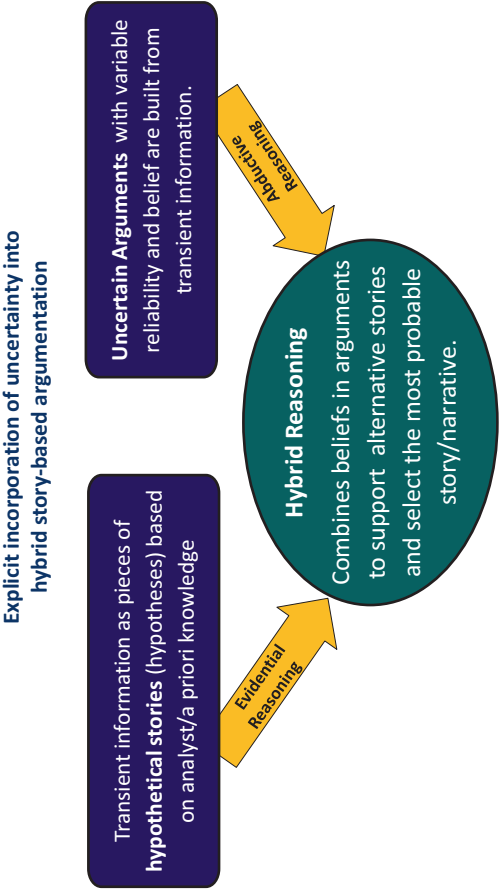 Explicit incorporation of uncertainty into
hybrid story-based argumentation
Transient information as pieces of
hypothetical stories (hypotheses) based
on analyst/a priori knowledge
Uncertain Arguments with variable
reliability and belief are built from
transient information.
Evidential
Reasoning
Abductive
Reasoning
Hybrid Reasoning
Combines beliefs in arguments
to support alternative stories
and select the most probable
story/narrative.